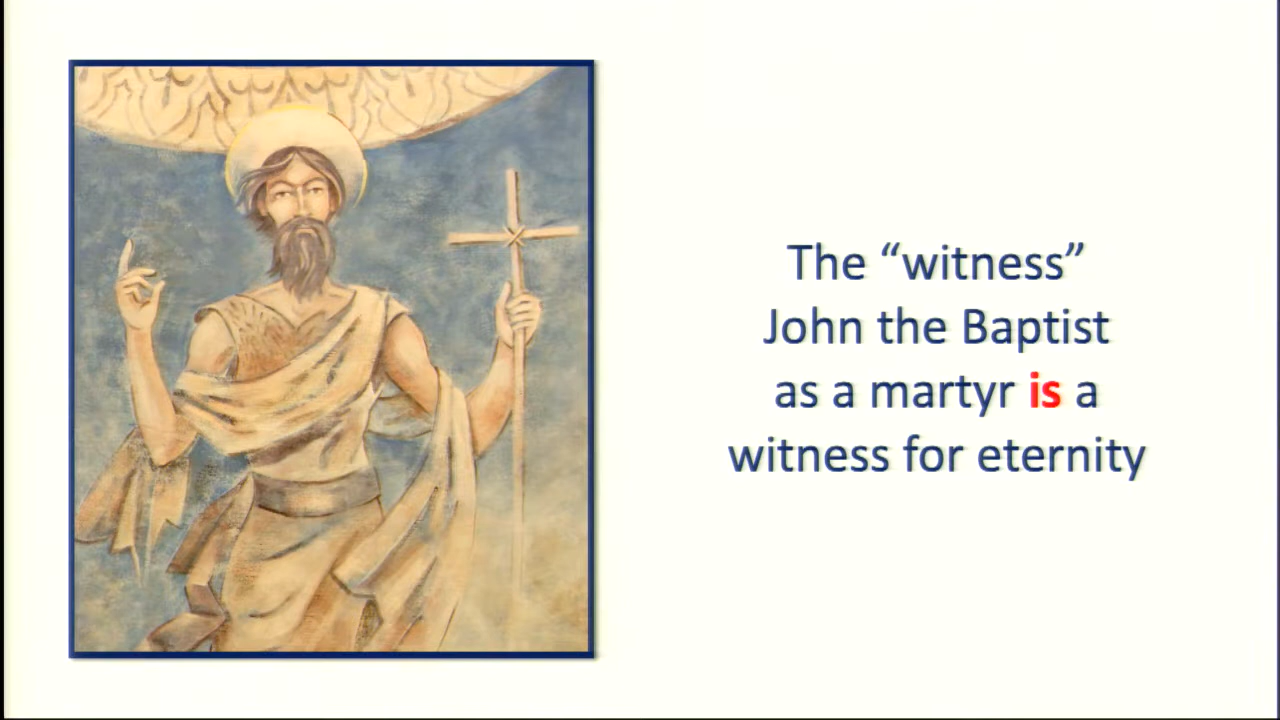 The “witness”
John the Baptist
as a martyr is a
witness for eternity